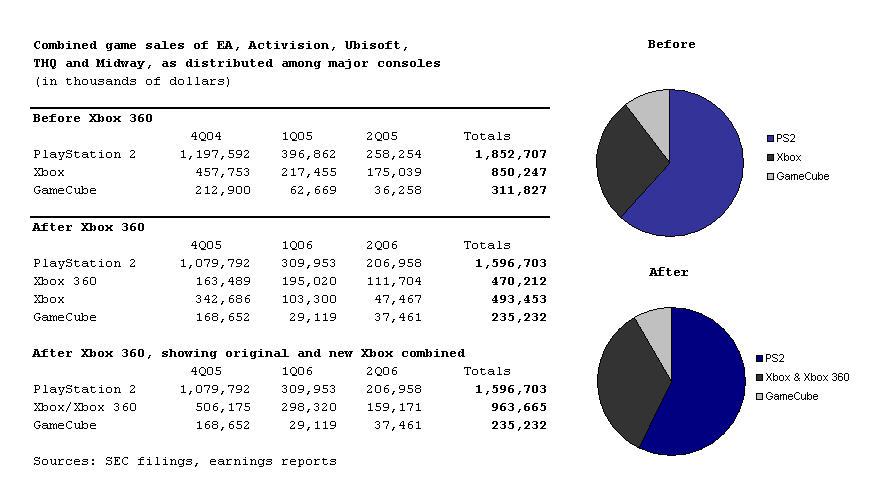 Combined game sales of EA, Activision, Ubisoft,
THQ and Midway, as distributed among major consoles
(in thousands of dollars)
Before Xbox 360
4Q04 1Q05 2Q05 Totals
PlayStation 2 1,197,592 396,862 258,254 1,852,707
Xbox 457,753 217,455 175,039 850,247
GameCube 212,900 62,669 36,258 311,827
After Xbox 360
4Q05 1Q06 2Q06 Totals
PlayStation 2 1,079,792 309,953 206,958 1,596,703
Xbox 360 163,489 195,020 111,704 470,212
Xbox 342,686 103,300 47,467 493,453
GameCube 168,652 29,119 37,461 235,232
After Xbox 360, showing original and new Xbox combined
4Q05 1Q06 2Q06 Totals
PlayStation 2 1,079,792 309,953 206,958 1,596,703
Xbox/Xbox 360 506,175 298,320 159,171 963,665
GameCube 168,652 29,119 37,461 235,232
Sources: SEC filings, earnings reports
Before
PS2
Xbox
GameCube
After
PS2
Xbox & Xbox 360
GameCube